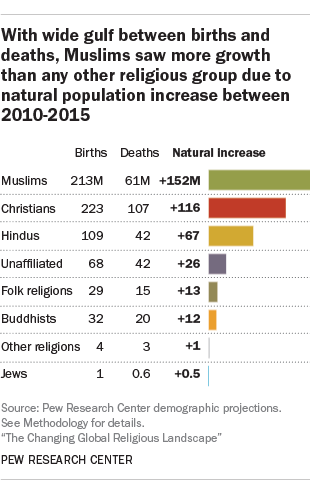 With wide gulf between births and
deaths, Muslims saw more growth
than any other religious group due to
natural population increase between
2010-2015
Births Deaths Natural Increase
Muslims 213M 61M +152M
Christians 223 107 +116
Hindus 109 42 +67
Unaffiliated 68 42 +26
Folk religions 29 15 +13
Buddhists 32 20 +12
Other religions 4 3 +1
Jews 1 0.6 +0.5
Source: Pew Research Center demographic projections.
See Methodology for details.
“The Changing Global Religious Landscape”
PEW RESEARCH CENTER